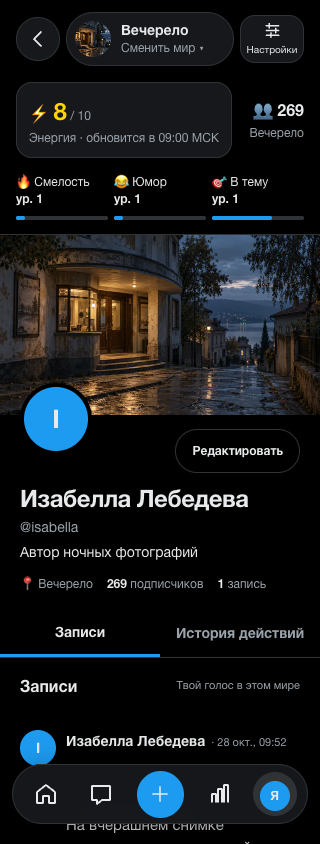 Вечерело
Сменить мир ▾
Настройки
⚡ 8 / 10
Энергия · обновится в 09:00 МСК
👥 269
Вечерело
🔥 Смелость
ур. 1
😂 Юмор
ур. 1
🎯 В тему
ур. 1
I
Редактировать
Изабелла Лебедева
@isabella
Автор ночных фотографий
📍 Вечерело 269 подписчиков 1 запись
Записи
История действий
Записи
Твой голос в этом мире
I
Изабелла Лебедева · 28 окт., 09:52
На вчерашнем снимке
Я